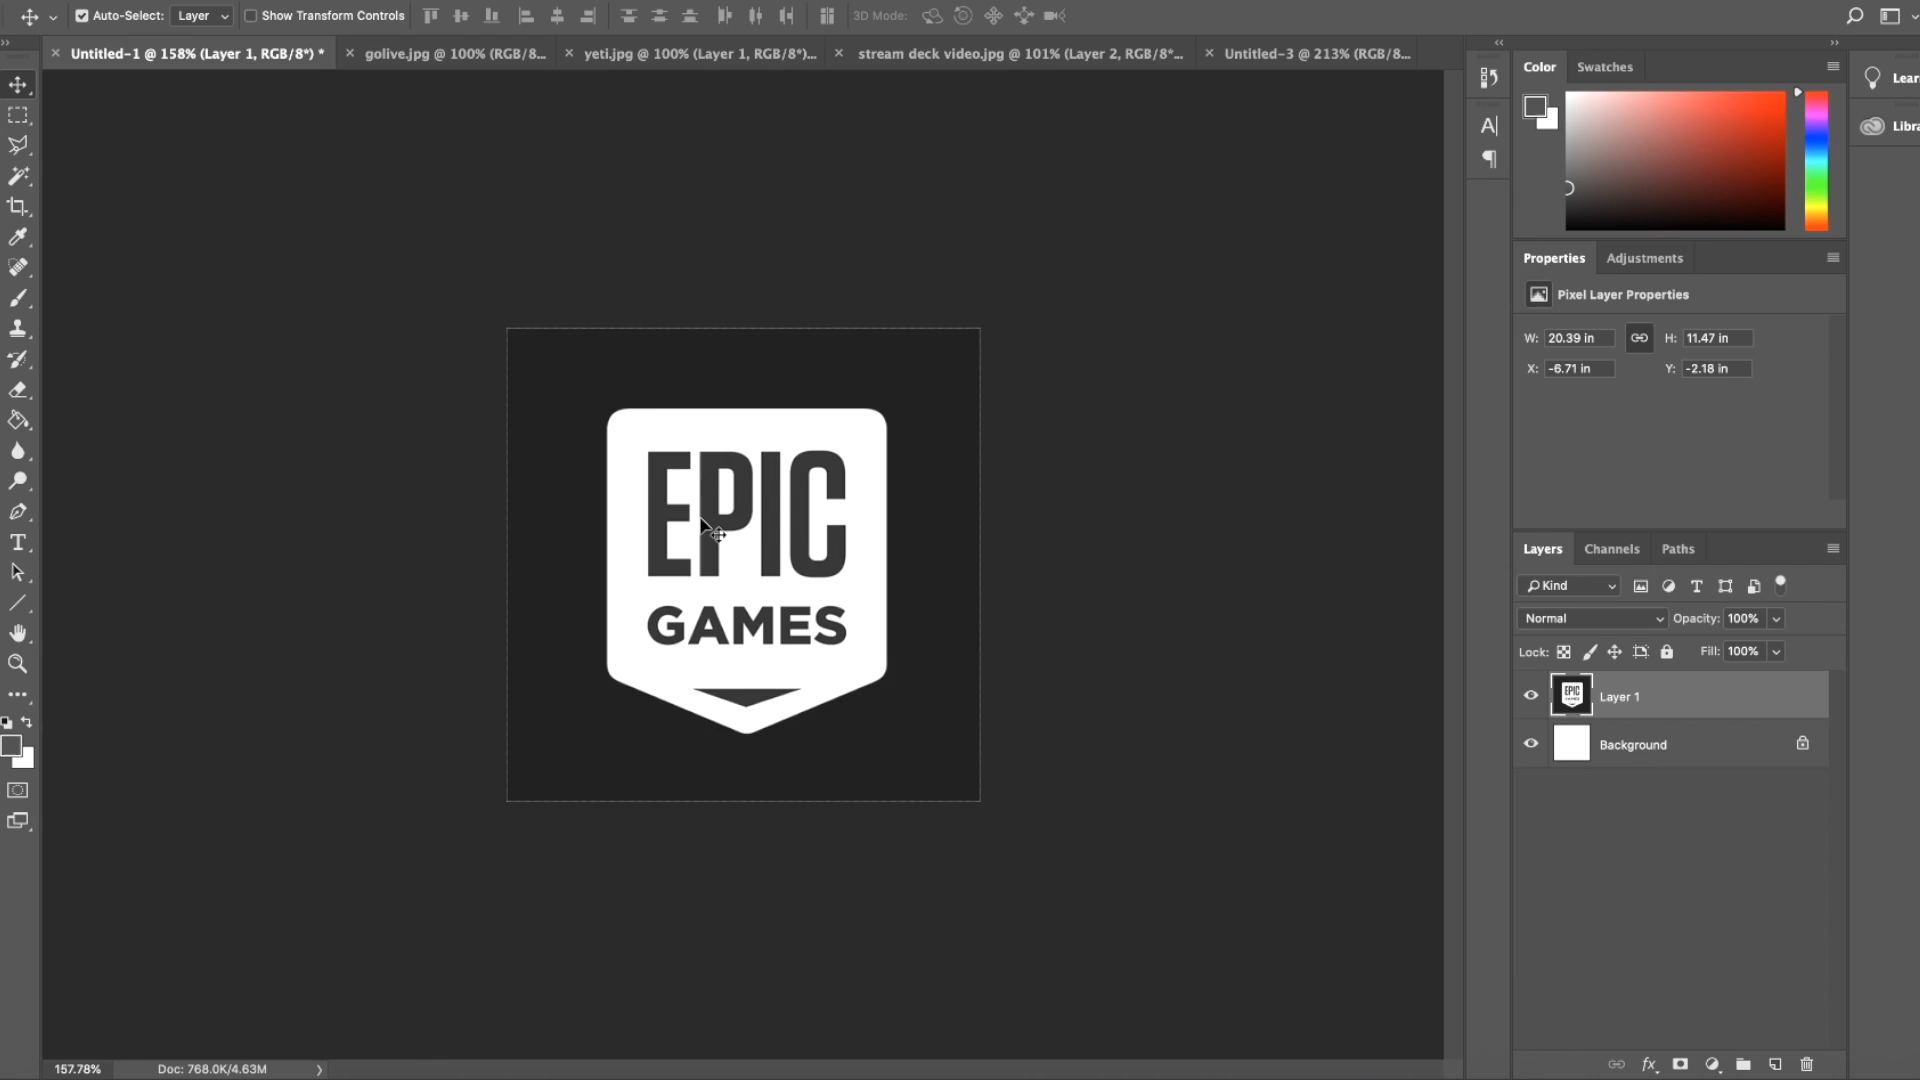 Auto-Select: Layer Show Transform Controls 3D Mode:
Untitled-1 @ 158% (Layer 1, RGB/8*) * golive.jpg @ 100% (RGB/8... yeti.jpg @ 100% (Layer 1, RGB/8*)... stream deck video.jpg @ 101% (Layer 2, RGB/8*... Untitled-3 @ 213% (RGB/8...
Color Swatches
Lear
Libra
Properties Adjustments
Pixel Layer Properties
W: 20.39 in H: 11.47 in
X: -6.71 in Y: -2.18 in
EPIC
GAMES
Layers Channels Paths
Kind
Normal Opacity: 100%
Lock: Fill: 100%
EPIC
Layer 1
Background
157.78% Doc: 768.0K/4.63M